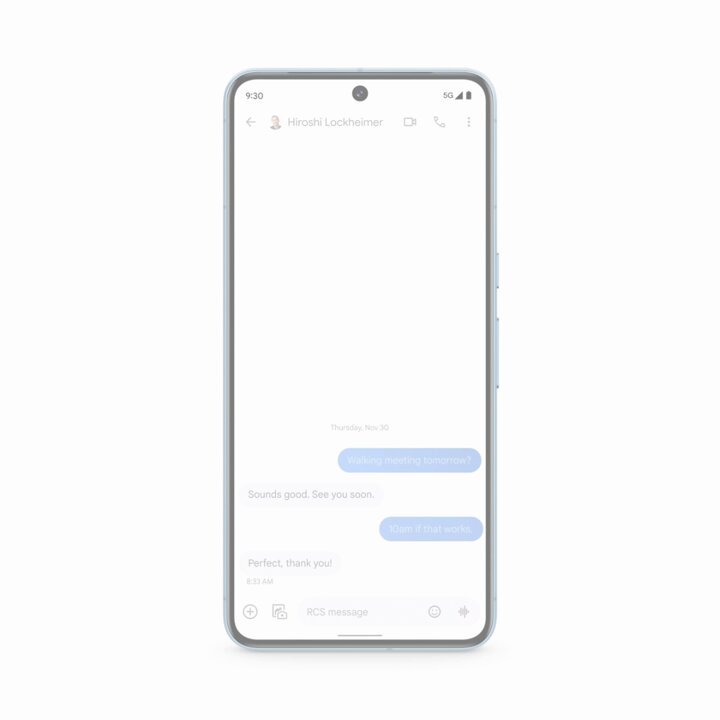 9:30
5G
Hiroshi Lockheimer
Thursday, Nov 30
Walking meeting tomorrow?
Sounds good. See you soon.
10am if that works.
Perfect, thank you!
8:33 AM
RCS message